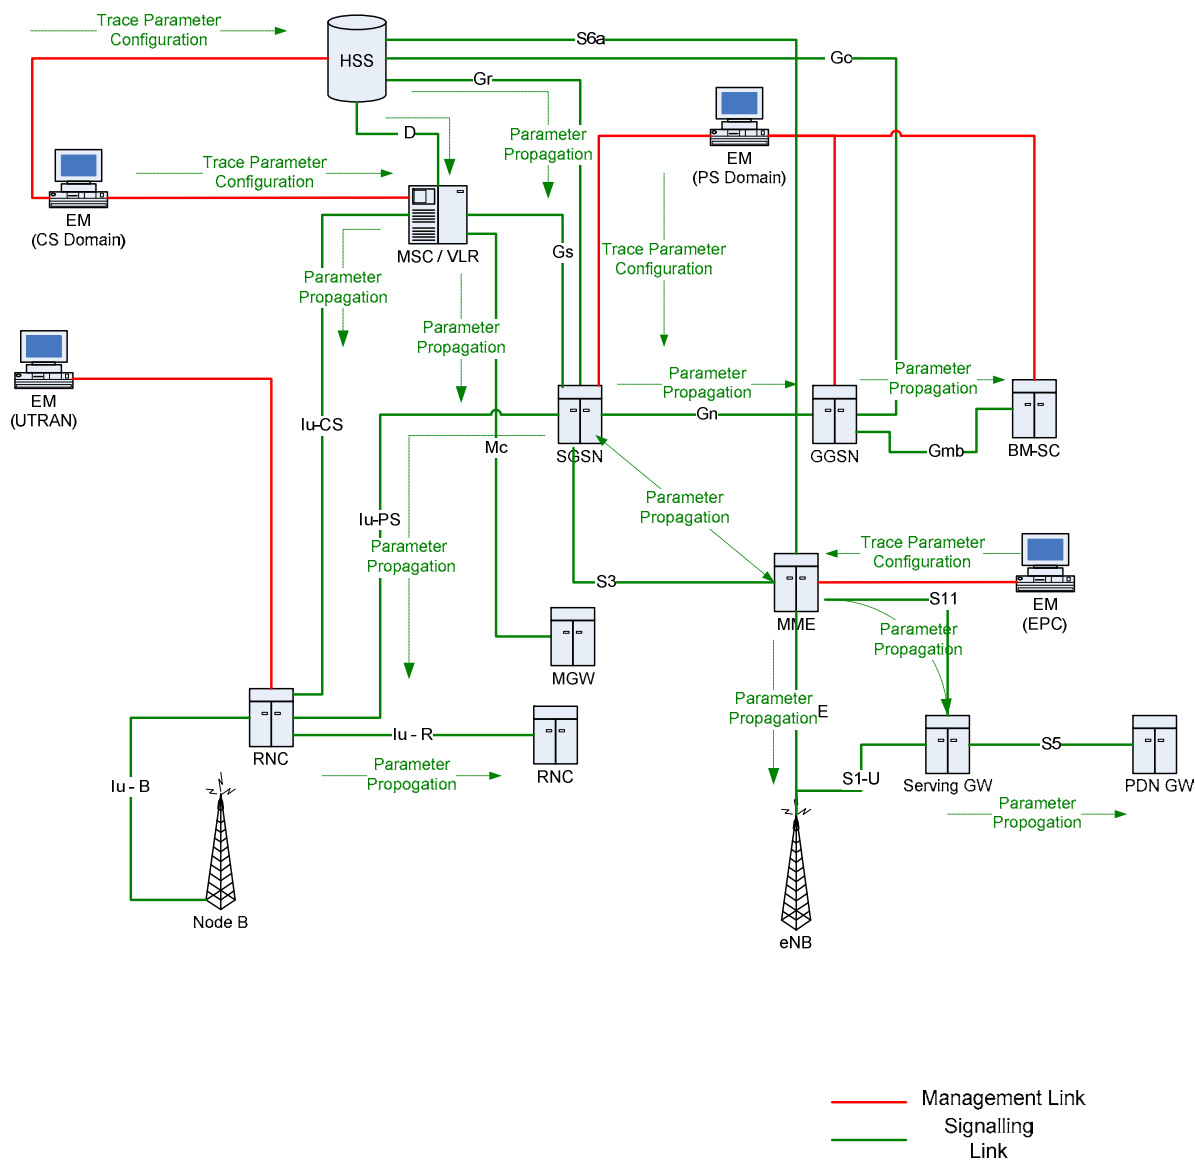 Trace Parameter
Configuration
HSS
S6a
Gc
Gr
D
Parameter
Propagation
EM
(PS Domain)
Trace Parameter
Configuration
EM
(CS Domain)
MSC / VLR
Gs
Trace Parameter
Configuration
Parameter
Propagation
Parameter
Propagation
EM
(UTRAN)
Parameter
Propagation
Parameter
Propagation
Iu-CS
Mc
SGSN
Gn
GGSN
Gmb
BM-SC
Iu-PS
Parameter
Propagation
Parameter
Propagation
Trace Parameter
Configuration
S3
MME
S11
EM
(EPC)
Parameter
Propagation
MGW
Parameter
Propagation
E
RNC
Iu - R
RNC
Parameter
Propogation
Iu - B
S1-U
Serving GW
S5
PDN GW
Parameter
Propogation
Node B
eNB
Management Link
Signalling
Link